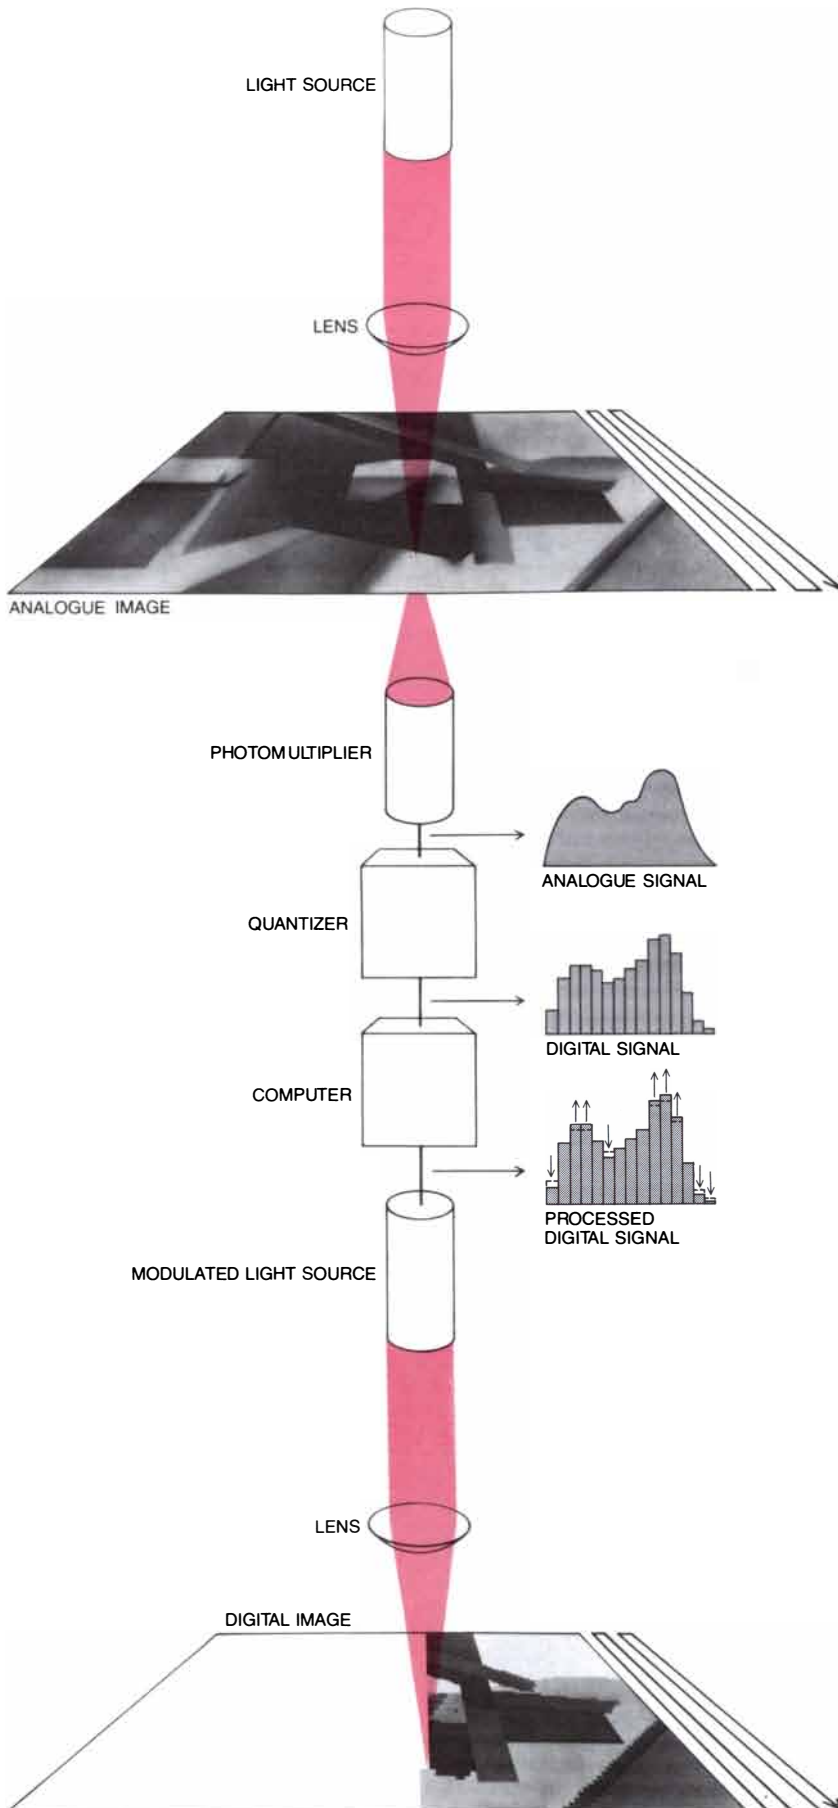 LIGHT SOURCE
LENS
ANALOGUE IMAGE
PHOTOMULTIPLIER
ANALOGUE SIGNAL
QUANTIZER
DIGITAL SIGNAL
COMPUTER
PROCESSED
DIGITAL SIGNAL
MODULATED LIGHT SOURCE
LENS
DIGITAL IMAGE